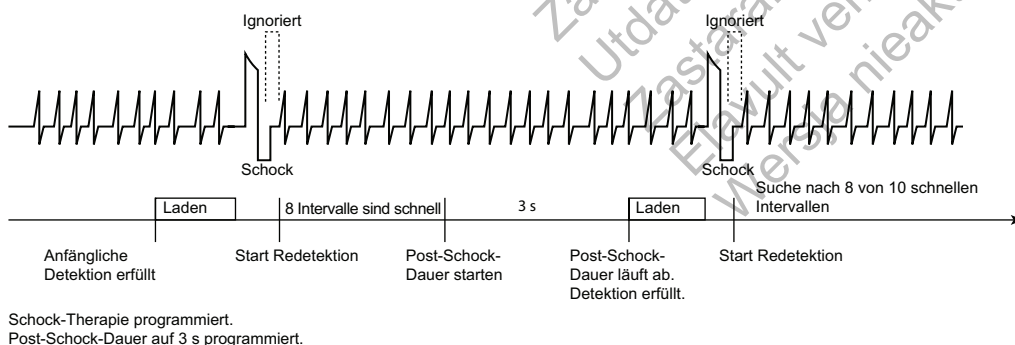 Ignoriert
Ignoriert
Schock
Schock
Laden
8 Intervalle sind schnell
3 s
Laden
Suche nach 8 von 10 schnellen
Intervallen
Anfängliche
Detektion erfüllt
Start Redetektion
Post-Schock-
Dauer starten
Post-Schock-
Dauer läuft ab.
Detektion erfüllt.
Start Redetektion
Schock-Therapie programmiert.
Post-Schock-Dauer auf 3 s programmiert.
Wersja